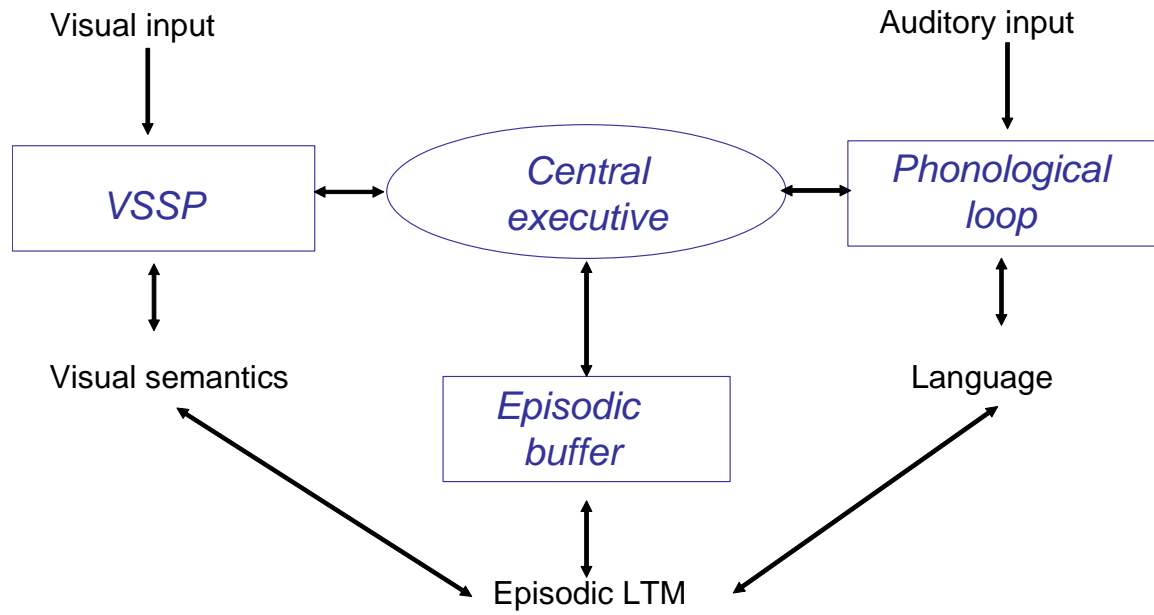 Visual input
Auditory input
VSSP
Central
executive
Phonological
loop
Visual semantics
Episodic
buffer
Language
Episodic LTM